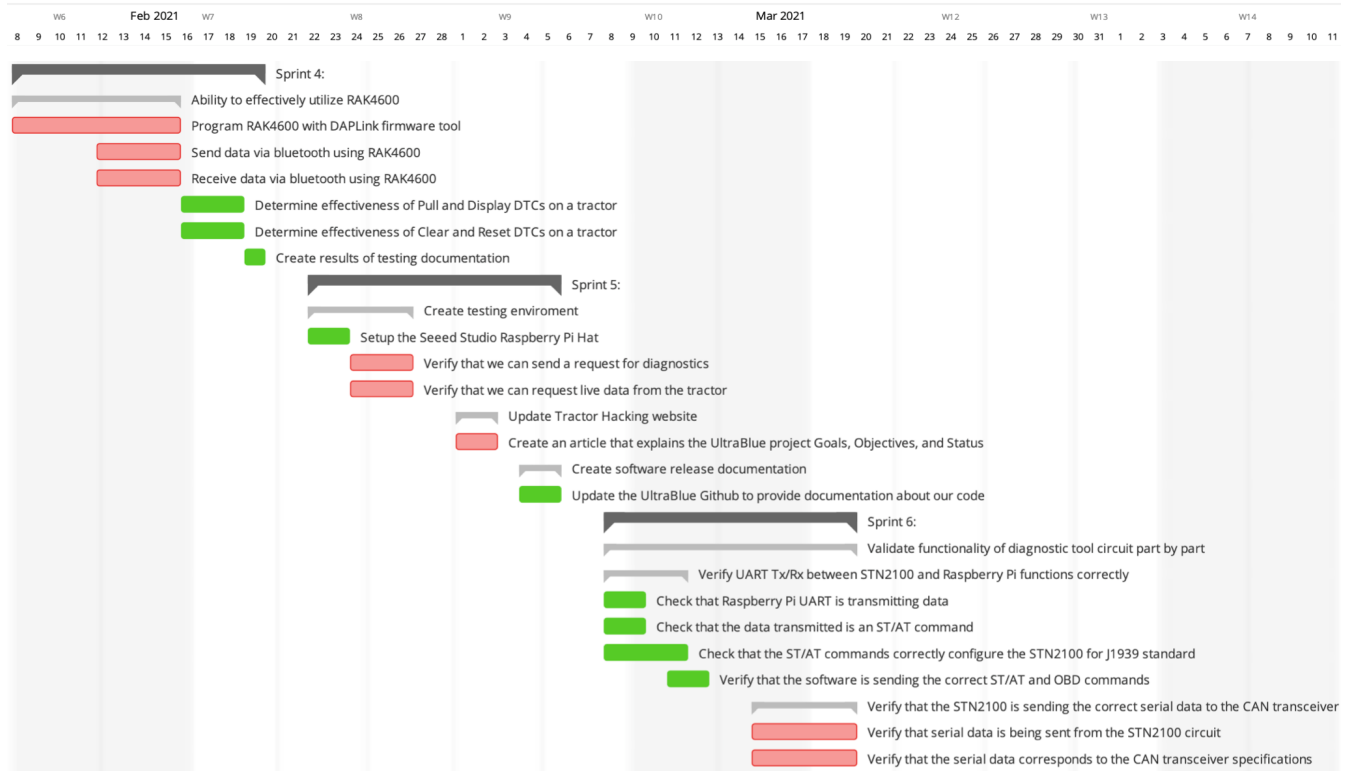 W6 Feb 2021 W7 W8 W9 W10 Mar 2021 W12 W13 W14
8 9 10 11 12 13 14 15 16 17 18 19 20 21 22 23 24 25 26 27 28 1 2 3 4 5 6 7 8 9 10 11 12 13 14 15 16 17 18 19 20 21 22 23 24 25 26 27 28 29 30 31 1 2 3 4 5 6 7 8 9 10 11
Sprint 4:
Ability to effectively utilize RAK4600
Program RAK4600 with DAPLink firmware tool
Send data via bluetooth using RAK4600
Receive data via bluetooth using RAK4600
Determine effectiveness of Pull and Display DTCs on a tractor
Determine effectiveness of Clear and Reset DTCs on a tractor
Create results of testing documentation
Sprint 5:
Create testing enviroment
Setup the Seeed Studio Raspberry Pi Hat
Verify that we can send a request for diagnostics
Verify that we can request live data from the tractor
Update Tractor Hacking website
Create an article that explains the UltraBlue project Goals, Objectives, and Status
Create software release documentation
Update the UltraBlue Github to provide documentation about our code
Sprint 6:
Validate functionality of diagnostic tool circuit part by part
Verify UART Tx/Rx between STN2100 and Raspberry Pi functions correctly
Check that Raspberry Pi UART is transmitting data
Check that the data transmitted is an ST/AT command
Check that the ST/AT commands correctly configure the STN2100 for J1939 standard
Verify that the software is sending the correct ST/AT and OBD commands
Verify that the STN2100 is sending the correct serial data to the CAN transceiver
Verify that serial data is being sent from the STN2100 circuit
Verify that the serial data corresponds to the CAN transceiver specifications